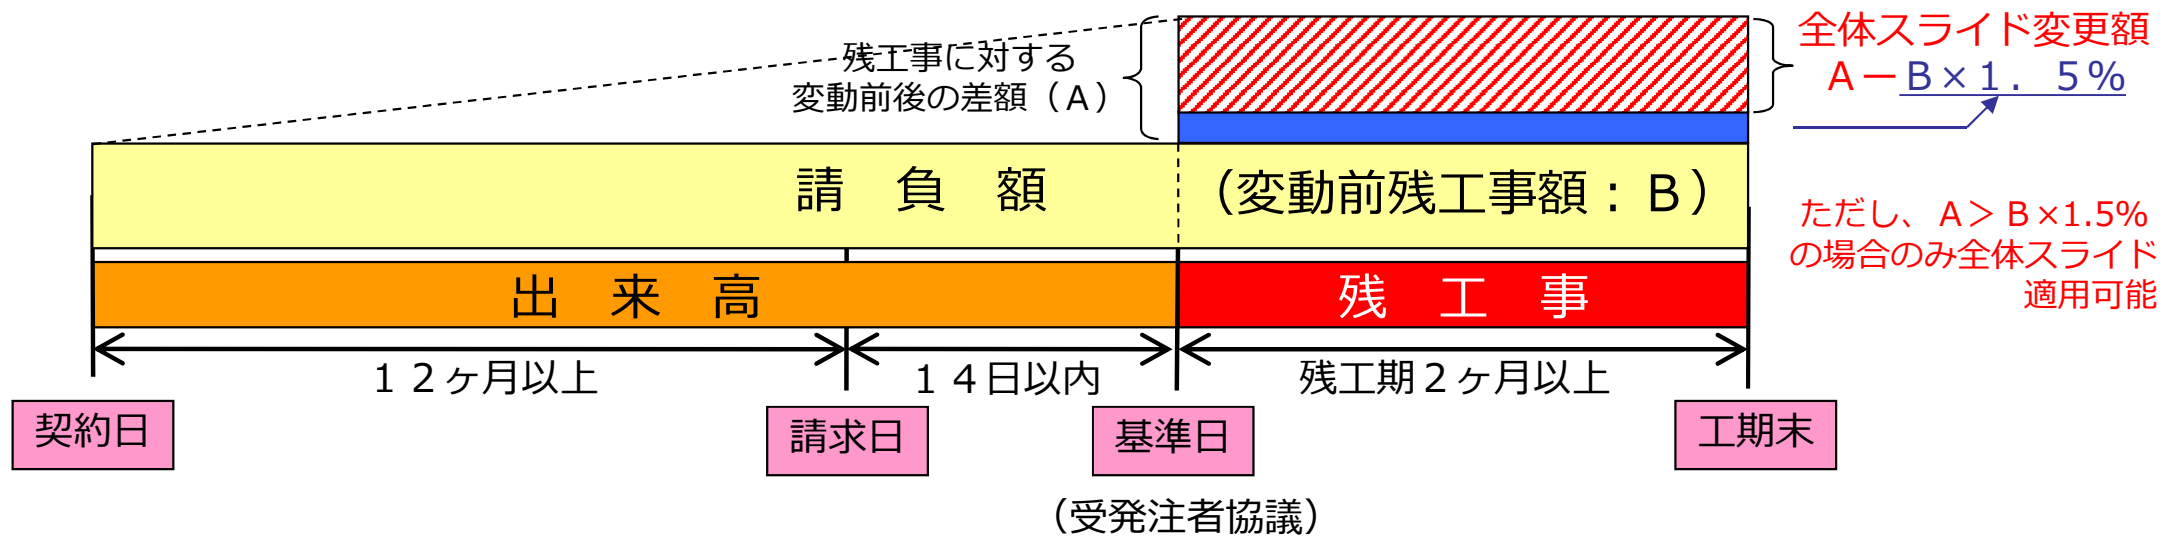 残工事に対する
変動前後の差額（Ａ）
全体スライド変更額
Ａ－Ｂ×１．５％
請　負　額
（変動前残工事額：Ｂ）
ただし、Ａ＞Ｂ×1.5%
の場合のみ全体スライド
適用可能
出　来　高
残　工　事
１２ヶ月以上
１４日以内
残工期２ヶ月以上
契約日
請求日
基準日
工期末
（受発注者協議）